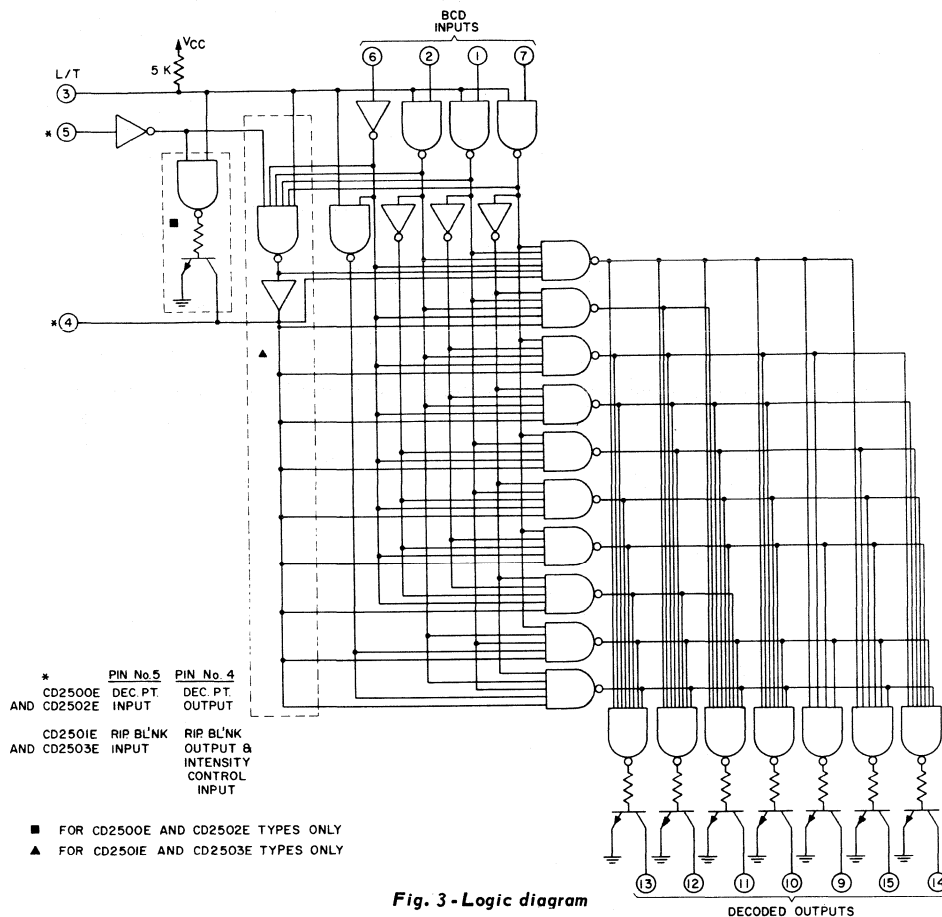 BCD
INPUTS
VCC
5 K
L/T
3
6
2
1
7
* 5
■
* 4
▲
* PIN No.5 PIN No. 4
CD2500E DEC. PT. DEC. PT.
AND CD2502E INPUT OUTPUT
CD2501E RIP. BL'NK RIP. BL'NK
AND CD2503E INPUT OUTPUT &
INTENSITY
CONTROL
INPUT
■ FOR CD2500E AND CD2502E TYPES ONLY
▲ FOR CD2501E AND CD2503E TYPES ONLY
13 12 11 10 9 15 14
DECODED OUTPUTS
Fig. 3 - Logic diagram